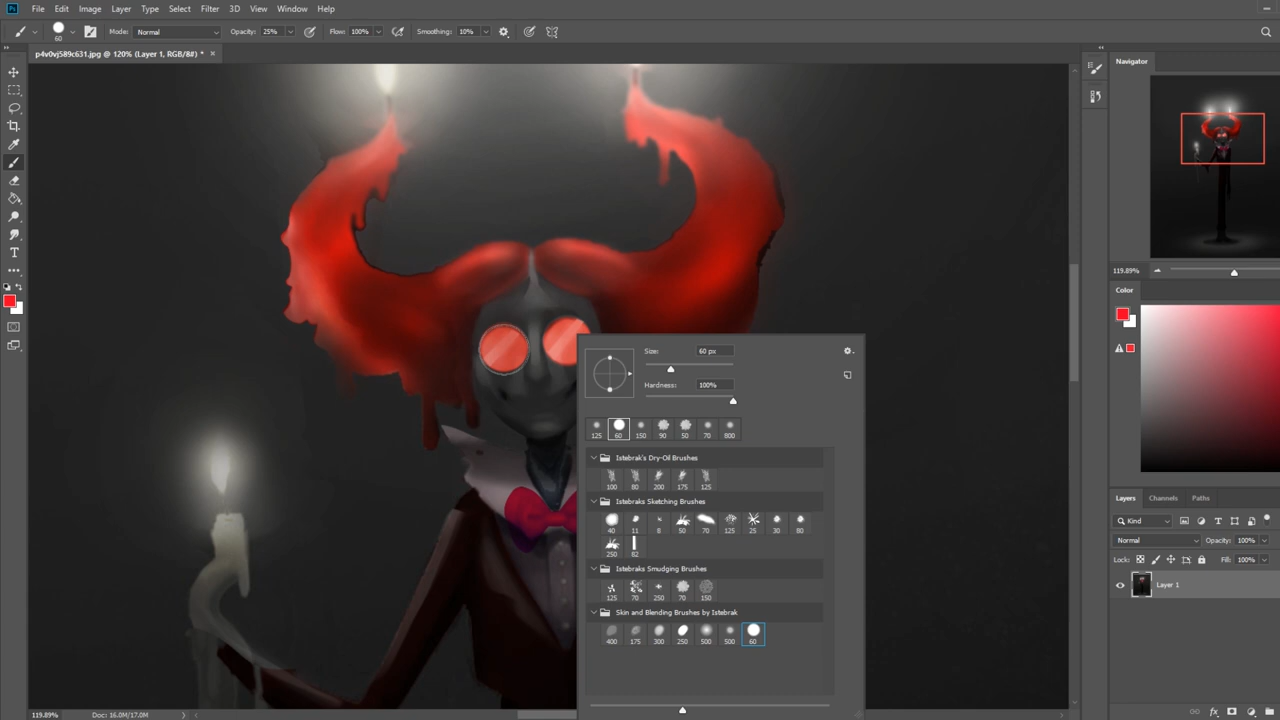 Ps File Edit Image Layer Type Select Filter 3D View Window Help
60 Mode: Normal Opacity: 25% Flow: 100% Smoothing: 10%
p4v0vj589c631.jpg @ 120% (Layer 1, RGB/8#) * ×
Navigator
119.89%
Color
Size: 60 px
Hardness: 100%
125 60 150 90 50 70 800
Istebrak's Dry-Oil Brushes
100 80 200 175 125
Istebraks Sketching Brushes
40 11 8 50 70 125 25 30 80
250 82
Istebraks Smudging Brushes
125 70 250 70 150
Skin and Blending Brushes by Istebrak
400 175 300 250 500 500 60
Layers Channels Paths
Kind
Normal Opacity: 100%
Lock: Fill: 100%
Layer 1
119.89% Doc: 16.0M/17.0M
fx